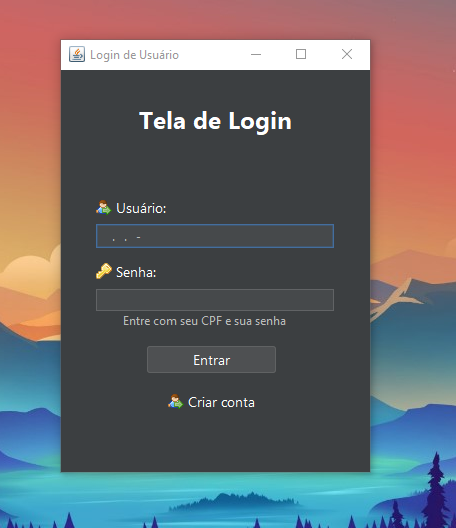 Login de Usuário
Tela de Login
Usuário:
. . -
Senha:
Entre com seu CPF e sua senha
Entrar
Criar conta